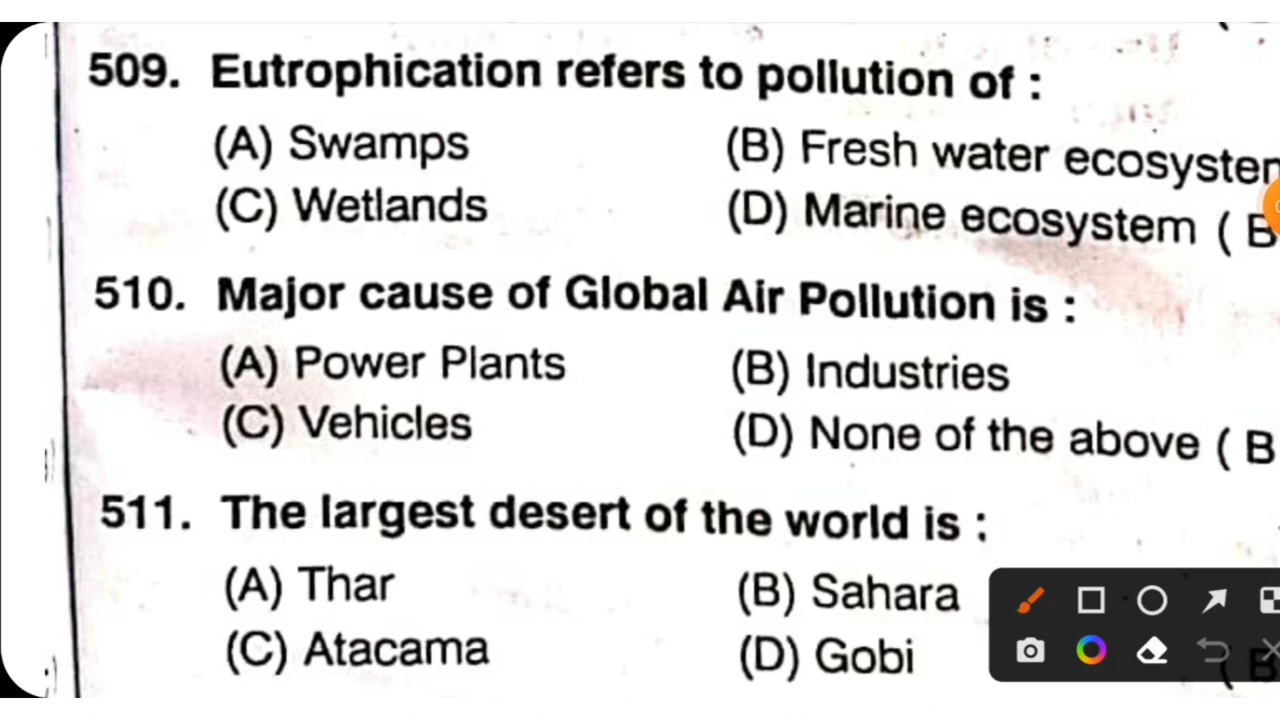 509. Eutrophication refers to pollution of :
(A) Swamps (B) Fresh water ecosystem
(C) Wetlands (D) Marine ecosystem ( B
510. Major cause of Global Air Pollution is :
(A) Power Plants (B) Industries
(C) Vehicles (D) None of the above ( B
511. The largest desert of the world is :
(A) Thar (B) Sahara
(C) Atacama (D) Gobi ( B